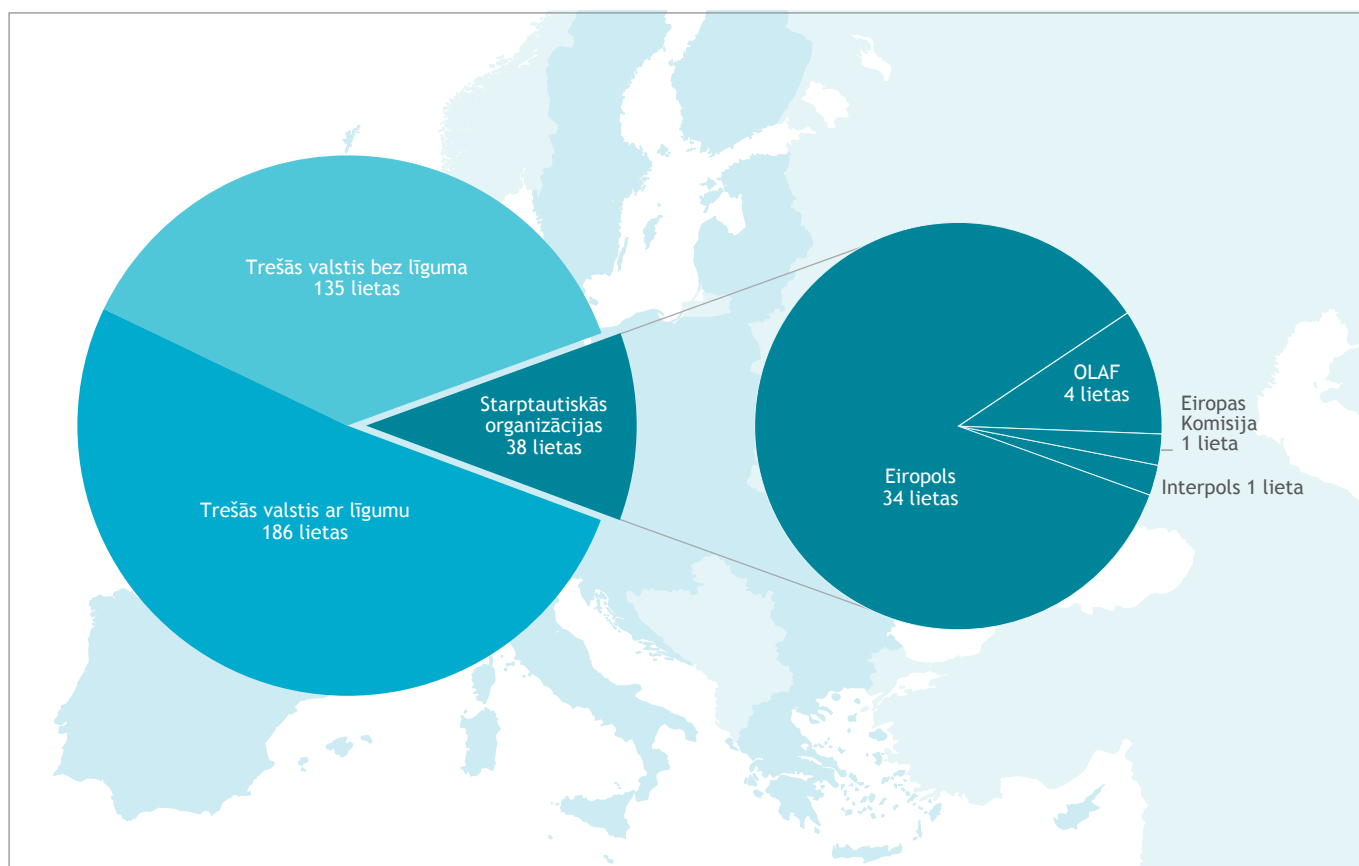 Trešās valstis bez līguma
135 lietas
Starptautiskās
organizācijas
38 lietas
Trešās valstis ar līgumu
186 lietas
OLAF
4 lietas
Eiropas
Komisija
1 lieta
Interpols 1 lieta
Eiropols
34 lietas